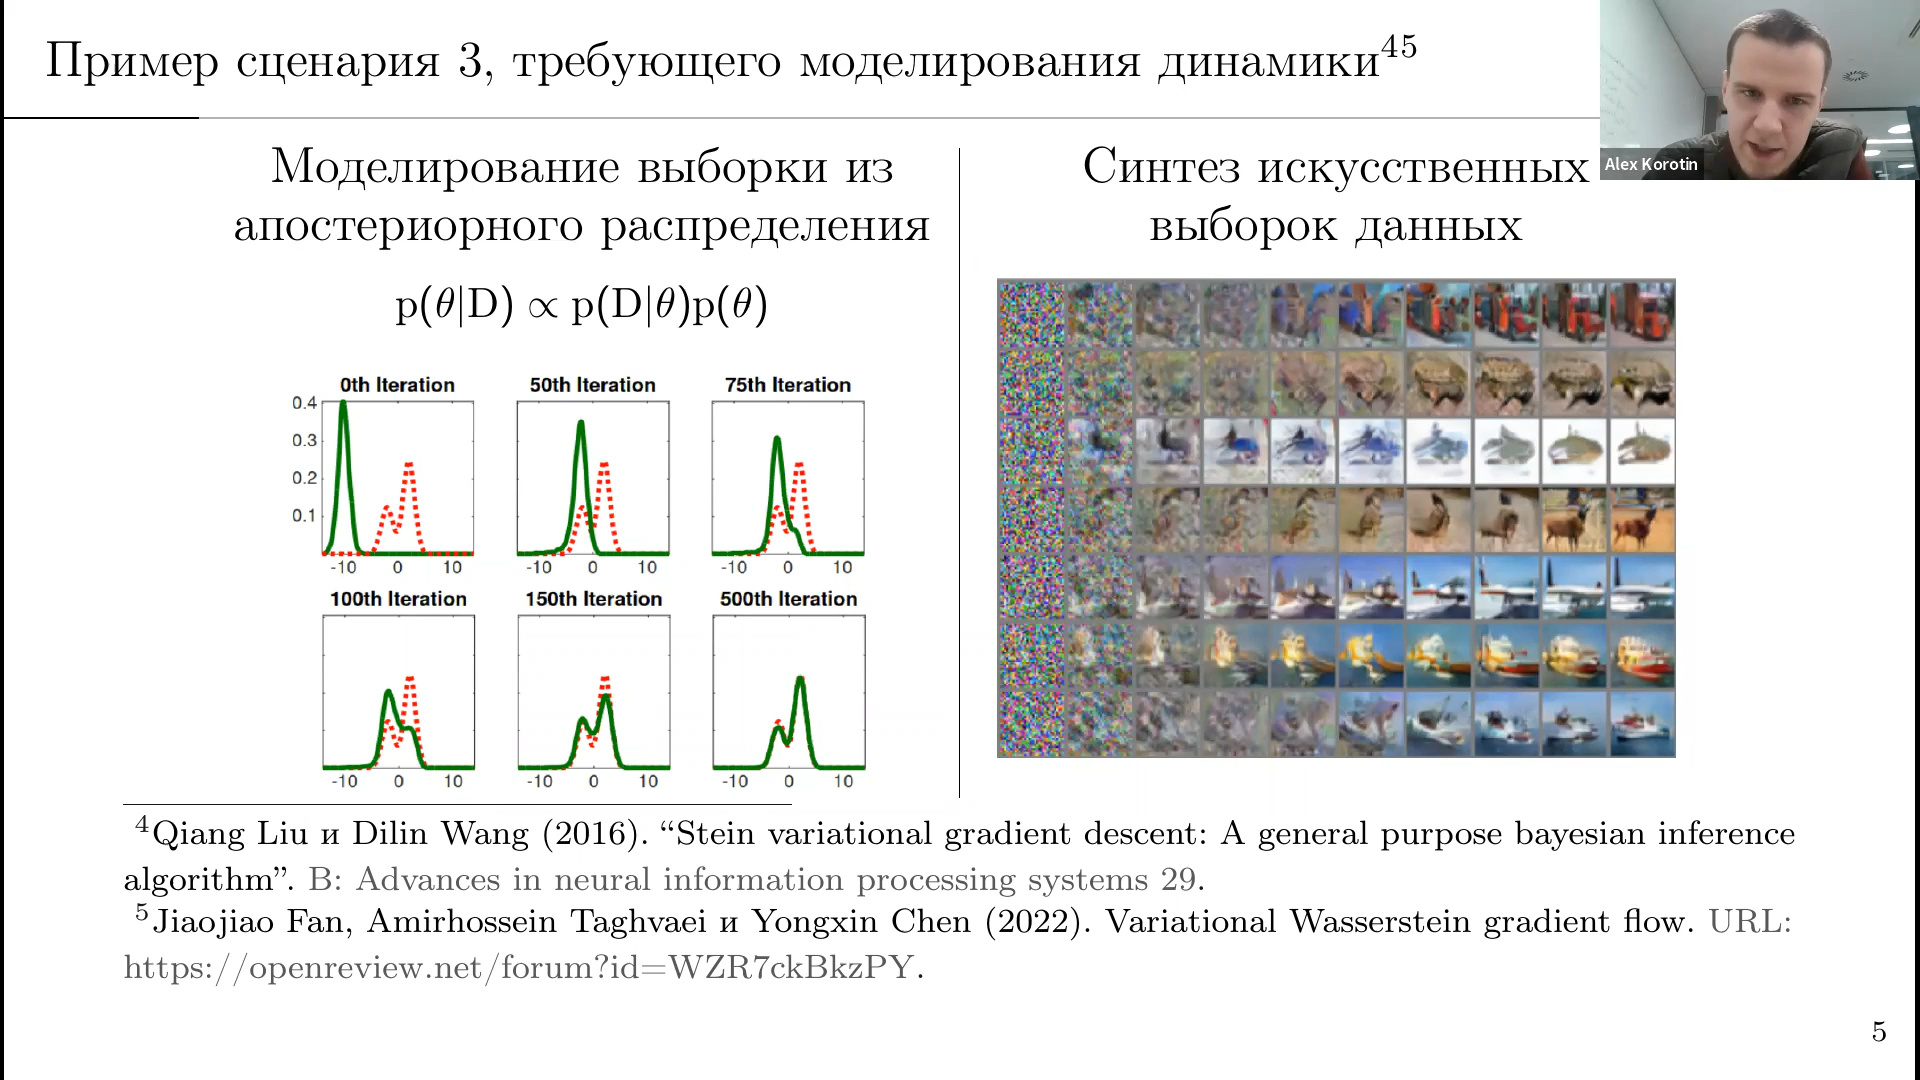 Пример сценария 3, требующего моделирования динамики⁴⁵
Alex Korotin
Моделирование выборки из
апостериорного распределения
p(θ|D) ∝ p(D|θ)p(θ)
0th Iteration 50th Iteration 75th Iteration
0.4
0.3
0.2
0.1
-10 0 10 -10 0 10 -10 0 10
100th Iteration 150th Iteration 500th Iteration
-10 0 10 -10 0 10 -10 0 10
Синтез искусственных
выборок данных
⁴Qiang Liu и Dilin Wang (2016). “Stein variational gradient descent: A general purpose bayesian inference
algorithm”. В: Advances in neural information processing systems 29.
⁵Jiaojiao Fan, Amirhossein Taghvaei и Yongxin Chen (2022). Variational Wasserstein gradient flow. URL:
https://openreview.net/forum?id=WZR7ckBkzPY.
5